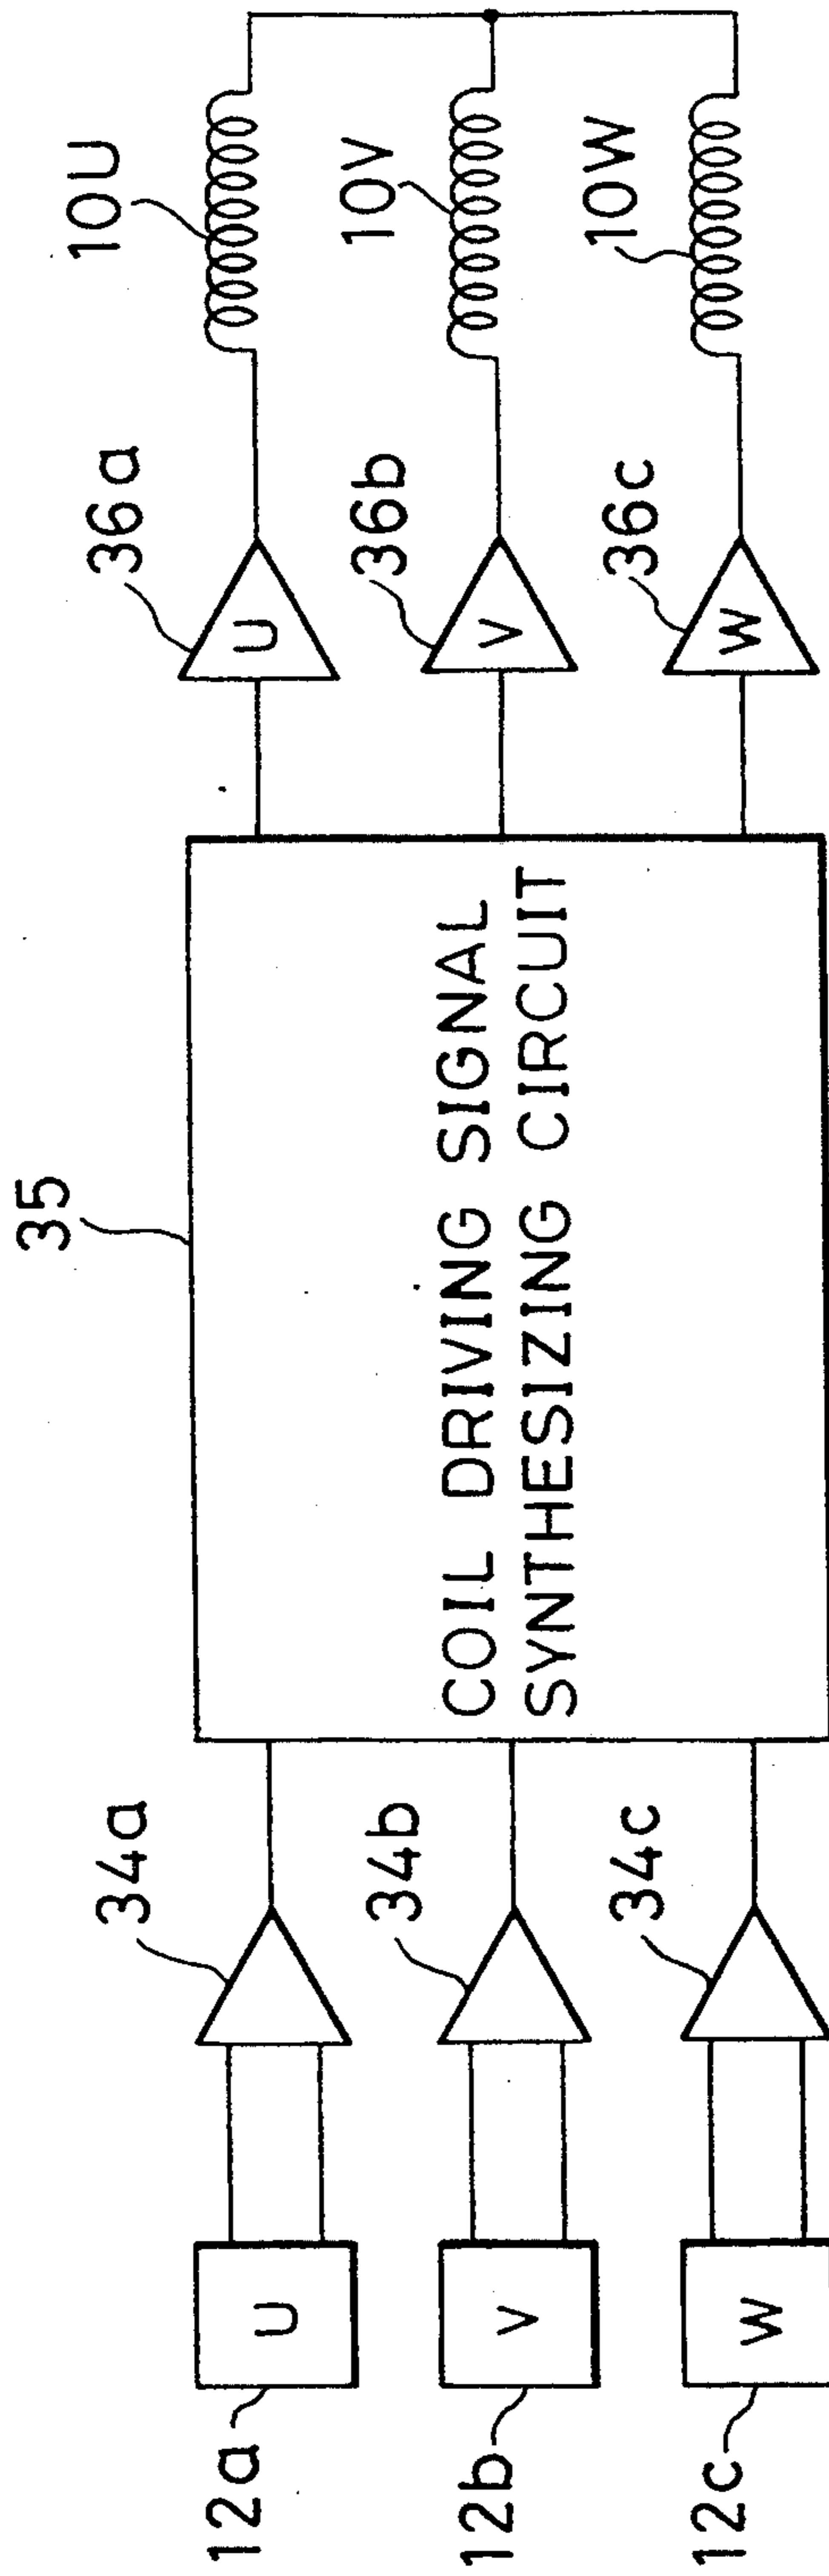 12a
U
34a
35
36a
U
10U
12b
V
34b
COIL DRIVING SIGNAL
SYNTHESIZING CIRCUIT
36b
V
10V
12c
W
34c
36c
W
10W